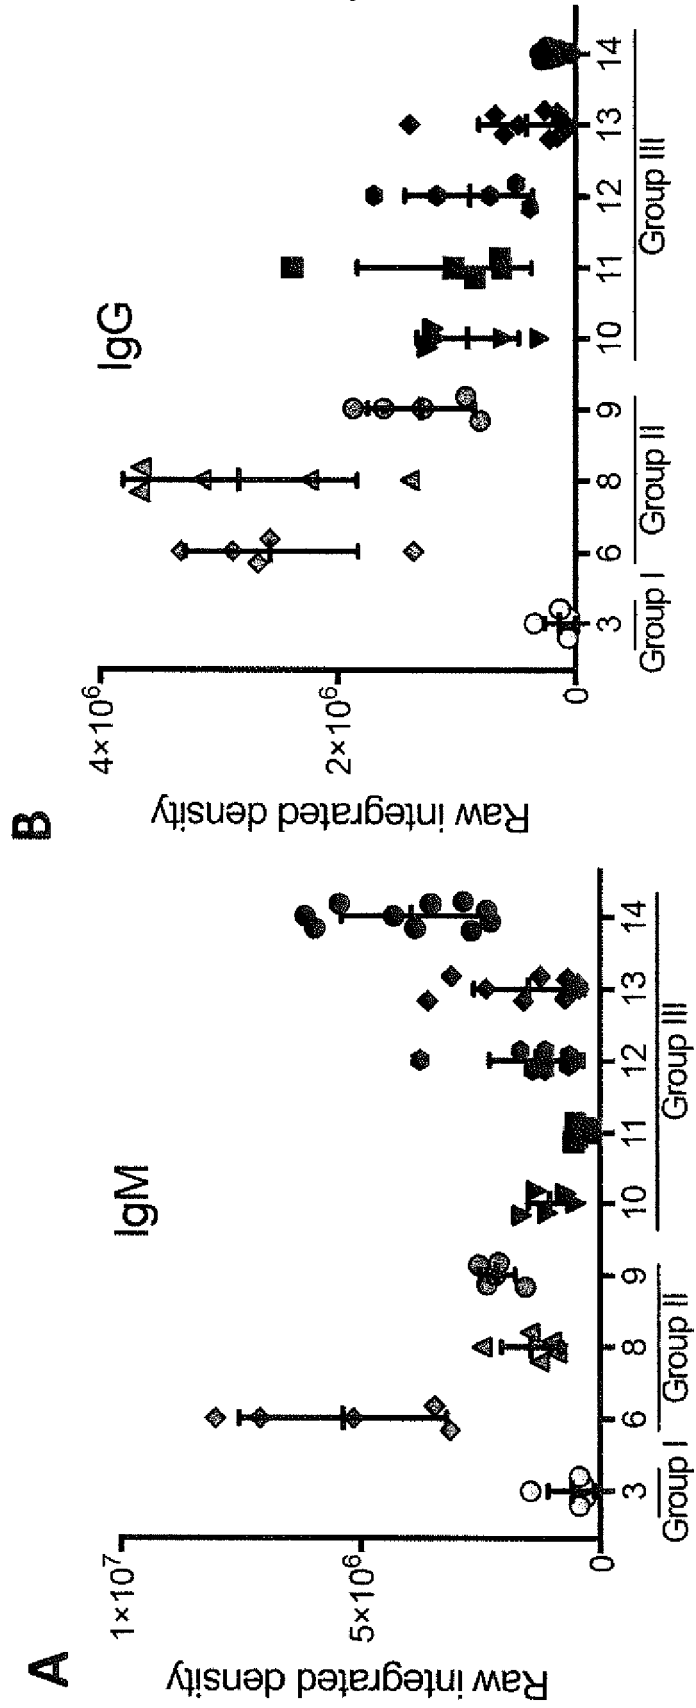 A
IgM
Raw integrated density
1×10⁷
5×10⁶
0
3 6 8 9 10 11 12 13 14
Group I Group II Group III
B
IgG
Raw integrated density
4×10⁶
2×10⁶
0
3 6 8 9 10 11 12 13 14
Group I Group II Group III